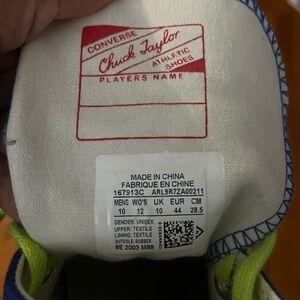 CONVERSE
Chuck Taylor
ATHLETIC
SHOES
PLAYERS NAME
MADE IN CHINA
FABRIQUE EN CHINE
167913C ARL9R7ZA00211
MENS WO'S UK EUR CM
10 12 10 44 28.5
GENDER: UNISEX
UPPER: TEXTILE
LINING: TEXTILE
OUTSOLE: RUBBER
CONVERSE